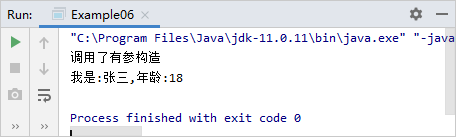 Run: Example06
"C:\Program Files\Java\jdk-11.0.11\bin\java.exe" "-java
调用了有参构造
我是:张三,年龄:18
Process finished with exit code 0